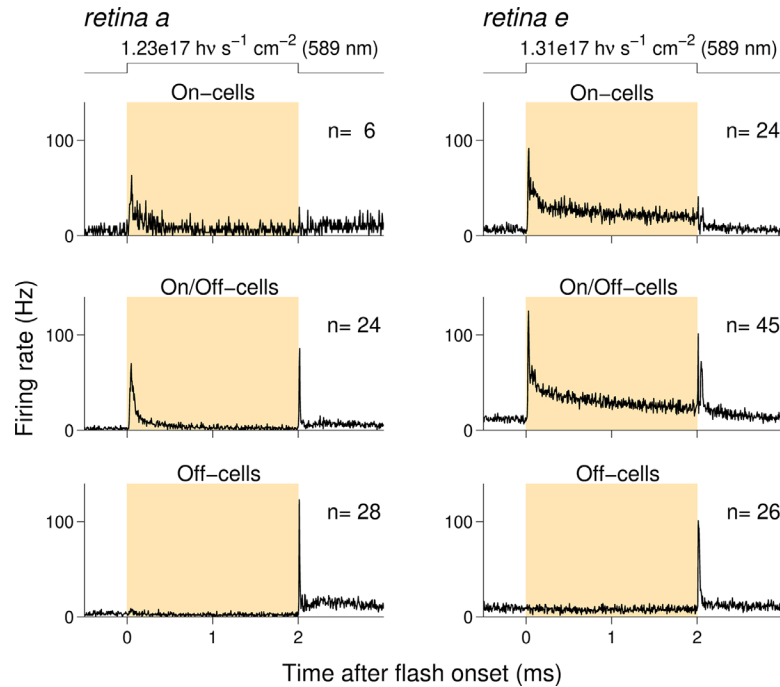 retina a
retina e
1.23e17 hν s⁻¹ cm⁻² (589 nm)
1.31e17 hν s⁻¹ cm⁻² (589 nm)
On−cells
n= 6
100
0
On−cells
n= 24
100
0
On/Off−cells
n= 24
100
0
On/Off−cells
n= 45
100
0
Off−cells
n= 28
100
0
Off−cells
n= 26
100
0
0 1 2
0 1 2
Firing rate (Hz)
Time after flash onset (ms)